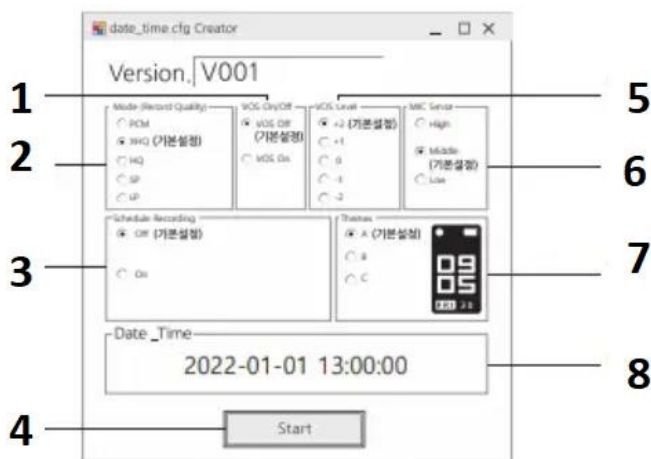 date_time.cfg Creator
Version. V001
1
5
Mode (Record Quality)
PCM
XHQ (기본설정)
HQ
SP
LP
VOS On/Off
VOS Off
(기본설정)
VOS On
VOS Level
+2 (기본설정)
+1
0
-1
-2
MIC Sensor
High
Middle
(기본설정)
Low
2
6
Schedule Recording
Off (기본설정)
On
Themes
A (기본설정)
B
C
09
05
3
7
Date _Time
2022-01-01 13:00:00
8
4
Start